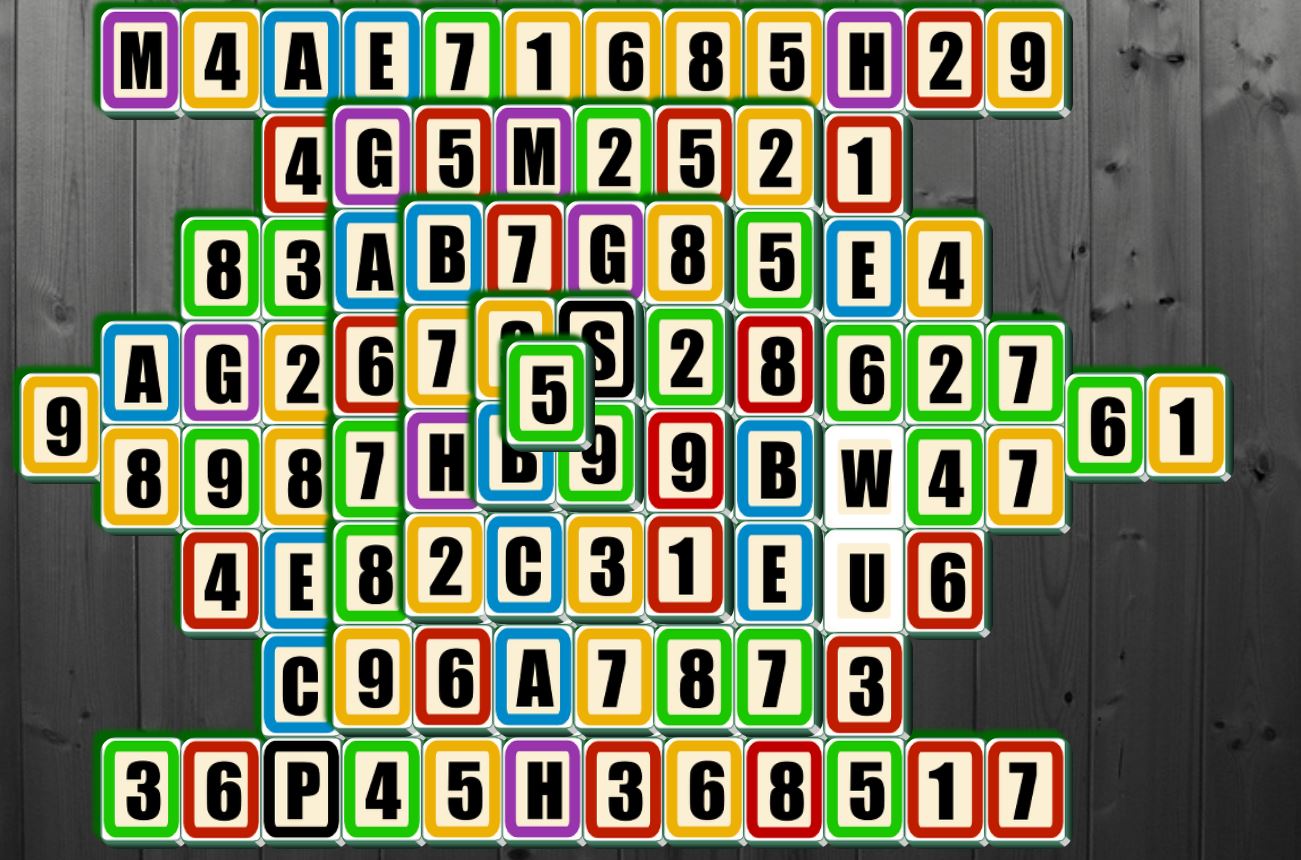 M 4 A E 7 1 6 8 5 H 2 9
4 G 5 M 2 5 2 1
8 3 A B 7 G 8 5 E 4
A G 2 6 7 S 2 8 6 2 7
9 5 6 1
8 9 8 7 H B 9 9 B W 4 7
4 E 8 2 C 3 1 E U 6
C 9 6 A 7 8 7 3
3 6 P 4 5 H 3 6 8 5 1 7